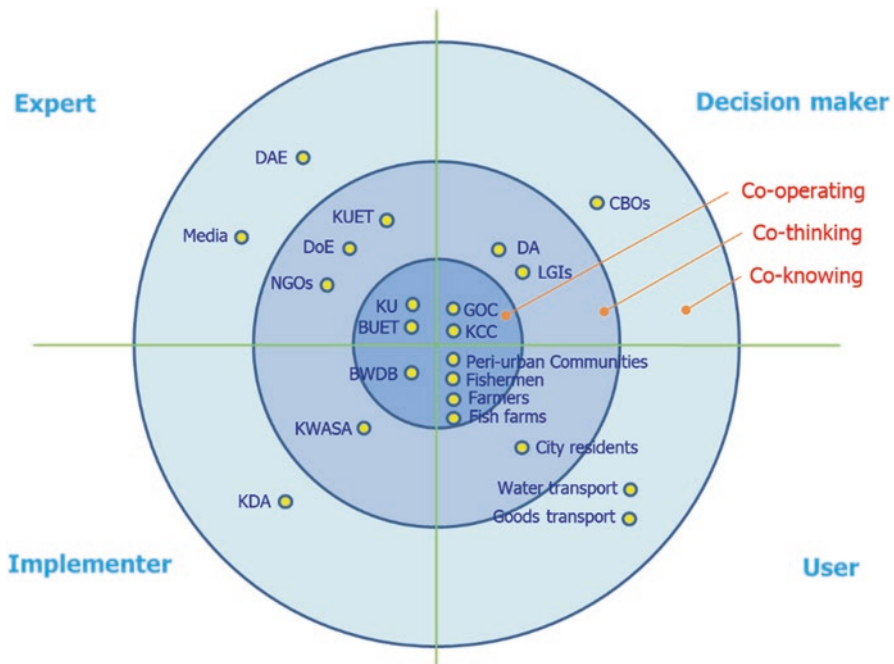 Expert
Decision maker
DAE
Co-operating
CBOs
KUET
Co-thinking
Media
DoE
DA
LGIs
Co-knowing
NGOs
KU
GOC
BUET
KCC
Peri-urban Communities
BWDB
Fishermen
Farmers
Fish farms
KWASA
City residents
Water transport
KDA
Goods transport
Implementer
User